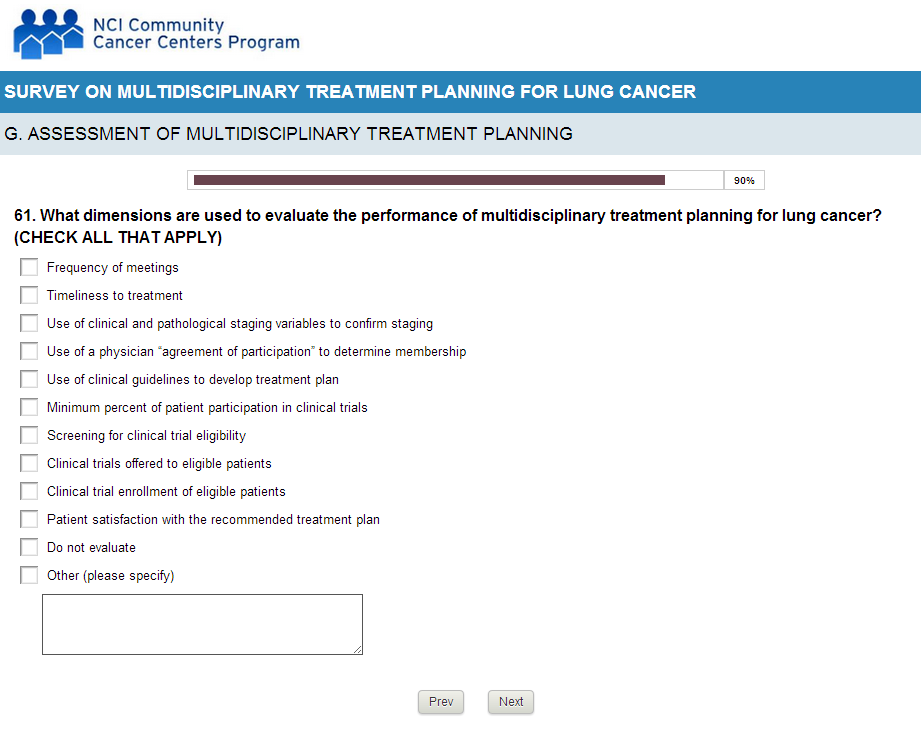 NCI Community
Cancer Centers Program
SURVEY ON MULTIDISCIPLINARY TREATMENT PLANNING FOR LUNG CANCER
G. ASSESSMENT OF MULTIDISCIPLINARY TREATMENT PLANNING
90%
61. What dimensions are used to evaluate the performance of multidisciplinary treatment planning for lung cancer?
(CHECK ALL THAT APPLY)
Frequency of meetings
Timeliness to treatment
Use of clinical and pathological staging variables to confirm staging
Use of a physician “agreement of participation” to determine membership
Use of clinical guidelines to develop treatment plan
Minimum percent of patient participation in clinical trials
Screening for clinical trial eligibility
Clinical trials offered to eligible patients
Clinical trial enrollment of eligible patients
Patient satisfaction with the recommended treatment plan
Do not evaluate
Other (please specify)
Prev Next